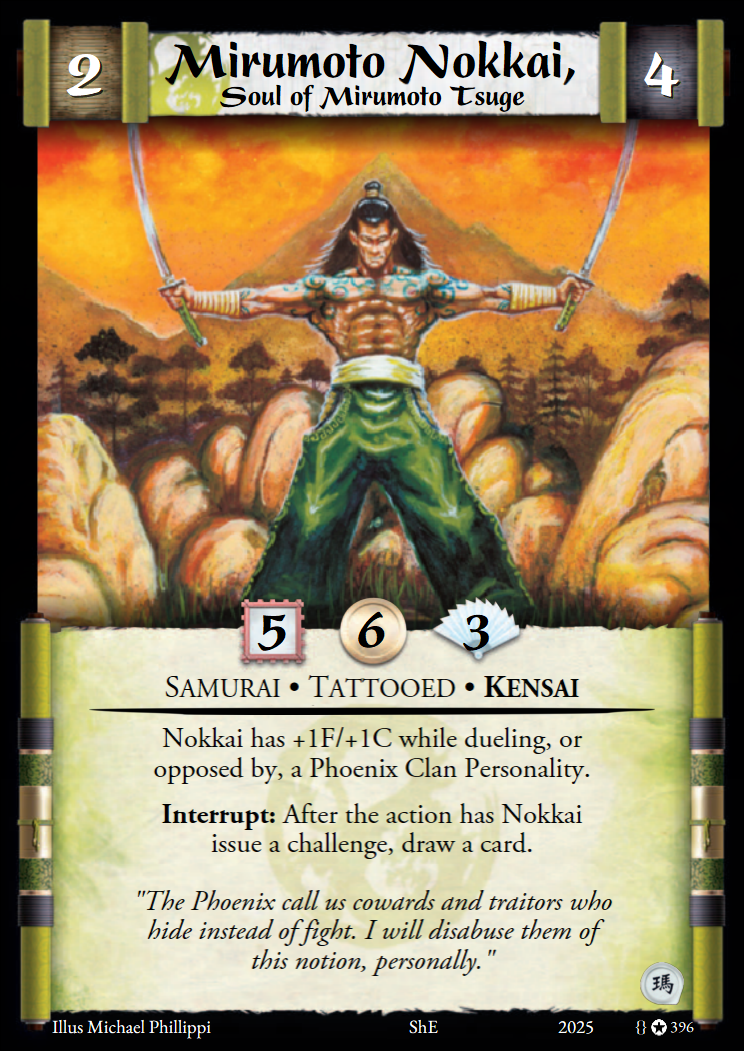 2
Mirumoto Nokkai,
4
Soul of Mirumoto Tsuge
5 6 3
SAMURAI • TATTOOED • KENSAI
Nokkai has +1F/+1C while dueling, or
opposed by, a Phoenix Clan Personality.
Interrupt: After the action has Nokkai
issue a challenge, draw a card.
"The Phoenix call us cowards and traitors who
hide instead of fight. I will disabuse them of
this notion, personally."
瑪
Illus Michael Phillippi ShE 2025 {} ✪ 396